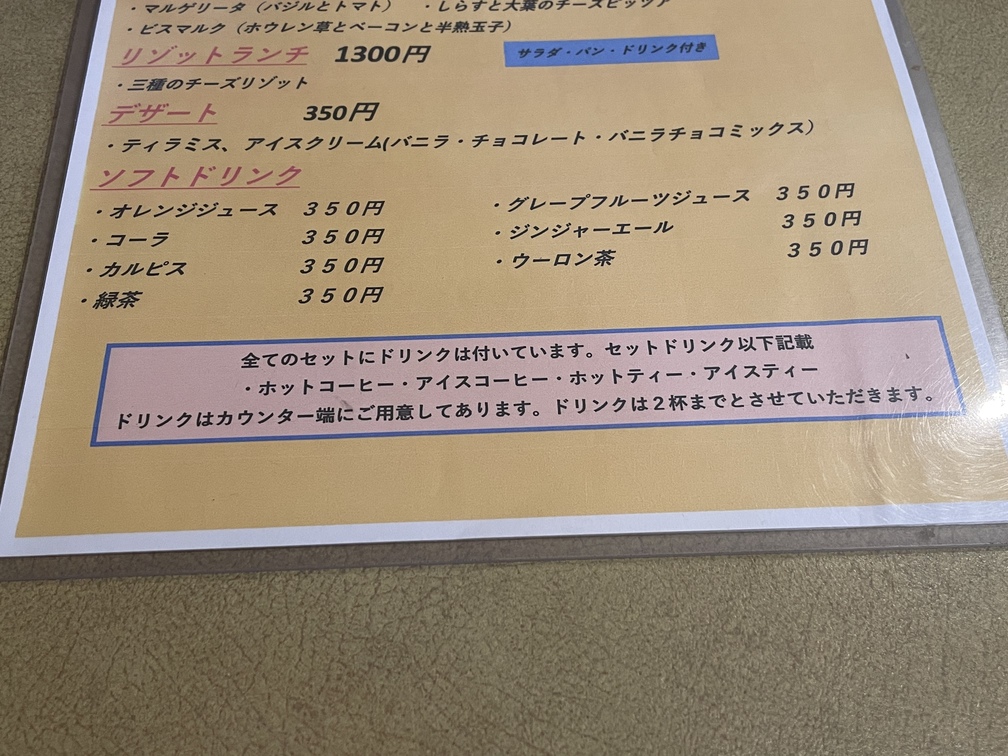 ・マルゲリータ（バジルとトマト）　・しらすと大葉のチーズピッツァ
・ビスマルク（ホウレン草とベーコンと半熟玉子）
リゾットランチ　1300円　サラダ・パン・ドリンク付き
・三種のチーズリゾット
デザート　350円
・ティラミス、アイスクリーム(バニラ・チョコレート・バニラチョコミックス）
ソフトドリンク
・オレンジジュース　３５０円　・グレープフルーツジュース　３５０円
・コーラ　３５０円　・ジンジャーエール　３５０円
・カルピス　３５０円　・ウーロン茶　３５０円
・緑茶　３５０円
全てのセットにドリンクは付いています。セットドリンク以下記載
・ホットコーヒー・アイスコーヒー・ホットティー・アイスティー
ドリンクはカウンター端にご用意してあります。ドリンクは２杯までとさせていただきます。